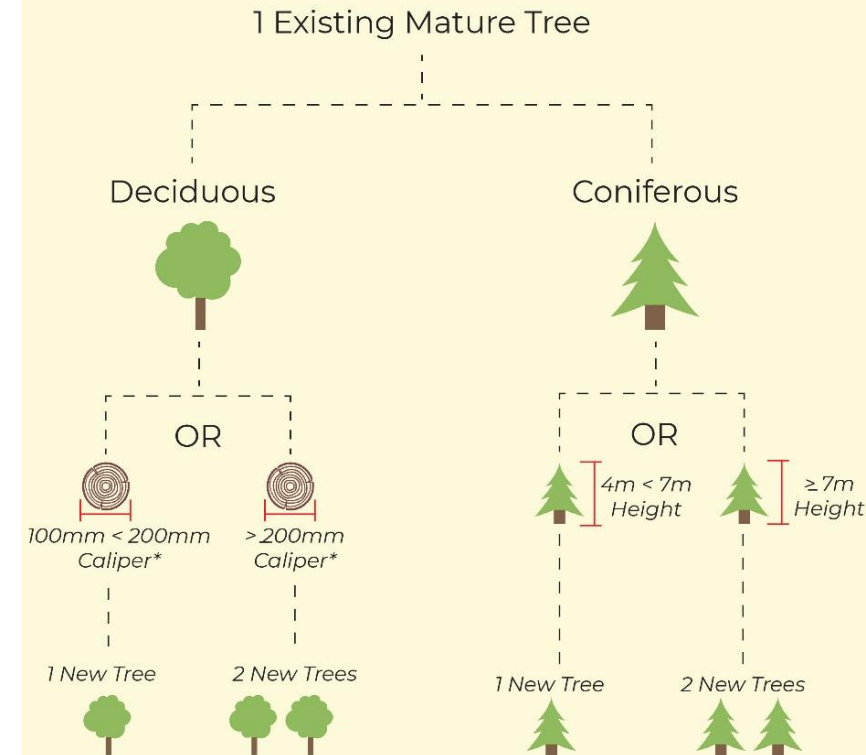 1 Existing Mature Tree
Deciduous
Coniferous
OR
OR
100mm < 200mm
Caliper*
>200mm
Caliper*
4m < 7m
Height
≥7m
Height
1 New Tree
2 New Trees
1 New Tree
2 New Trees